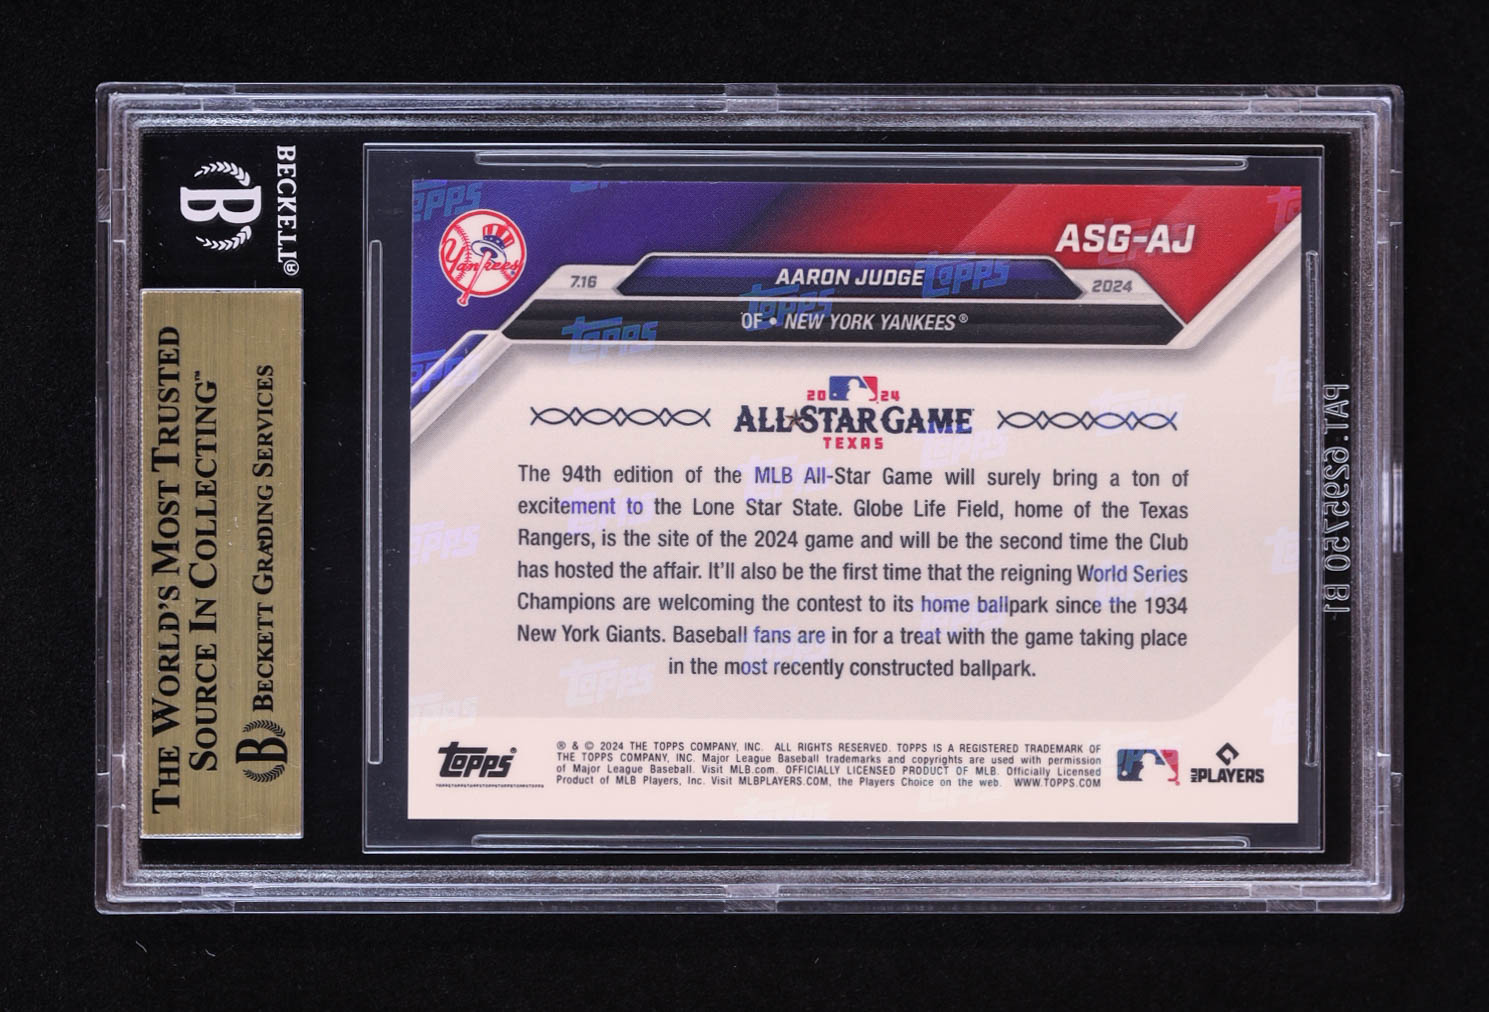 BECKETT®
B
THE WORLD'S MOST TRUSTED
SOURCE IN COLLECTING™
B BECKETT GRADING SERVICES
Yankees
ASG-AJ
7.16
AARON JUDGE
2024
OF • NEW YORK YANKEES®
2024
ALL-STAR GAME
TEXAS
The 94th edition of the MLB All-Star Game will surely bring a ton of
excitement to the Lone Star State. Globe Life Field, home of the Texas
Rangers, is the site of the 2024 game and will be the second time the Club
has hosted the affair. It'll also be the first time that the reigning World Series
Champions are welcoming the contest to its home ballpark since the 1934
New York Giants. Baseball fans are in for a treat with the game taking place
in the most recently constructed ballpark.
Topps®
® & © 2024 THE TOPPS COMPANY, INC. ALL RIGHTS RESERVED. TOPPS IS A REGISTERED TRADEMARK OF
THE TOPPS COMPANY, INC. Major League Baseball trademarks and copyrights are used with permission
of Major League Baseball. Visit MLB.com. OFFICIALLY LICENSED PRODUCT OF MLB. Officially Licensed
Product of MLB Players, Inc. Visit MLBPLAYERS.COM, the Players Choice on the web. WWW.TOPPS.COM
MLB PLAYERS
PAT. 6295750 B1